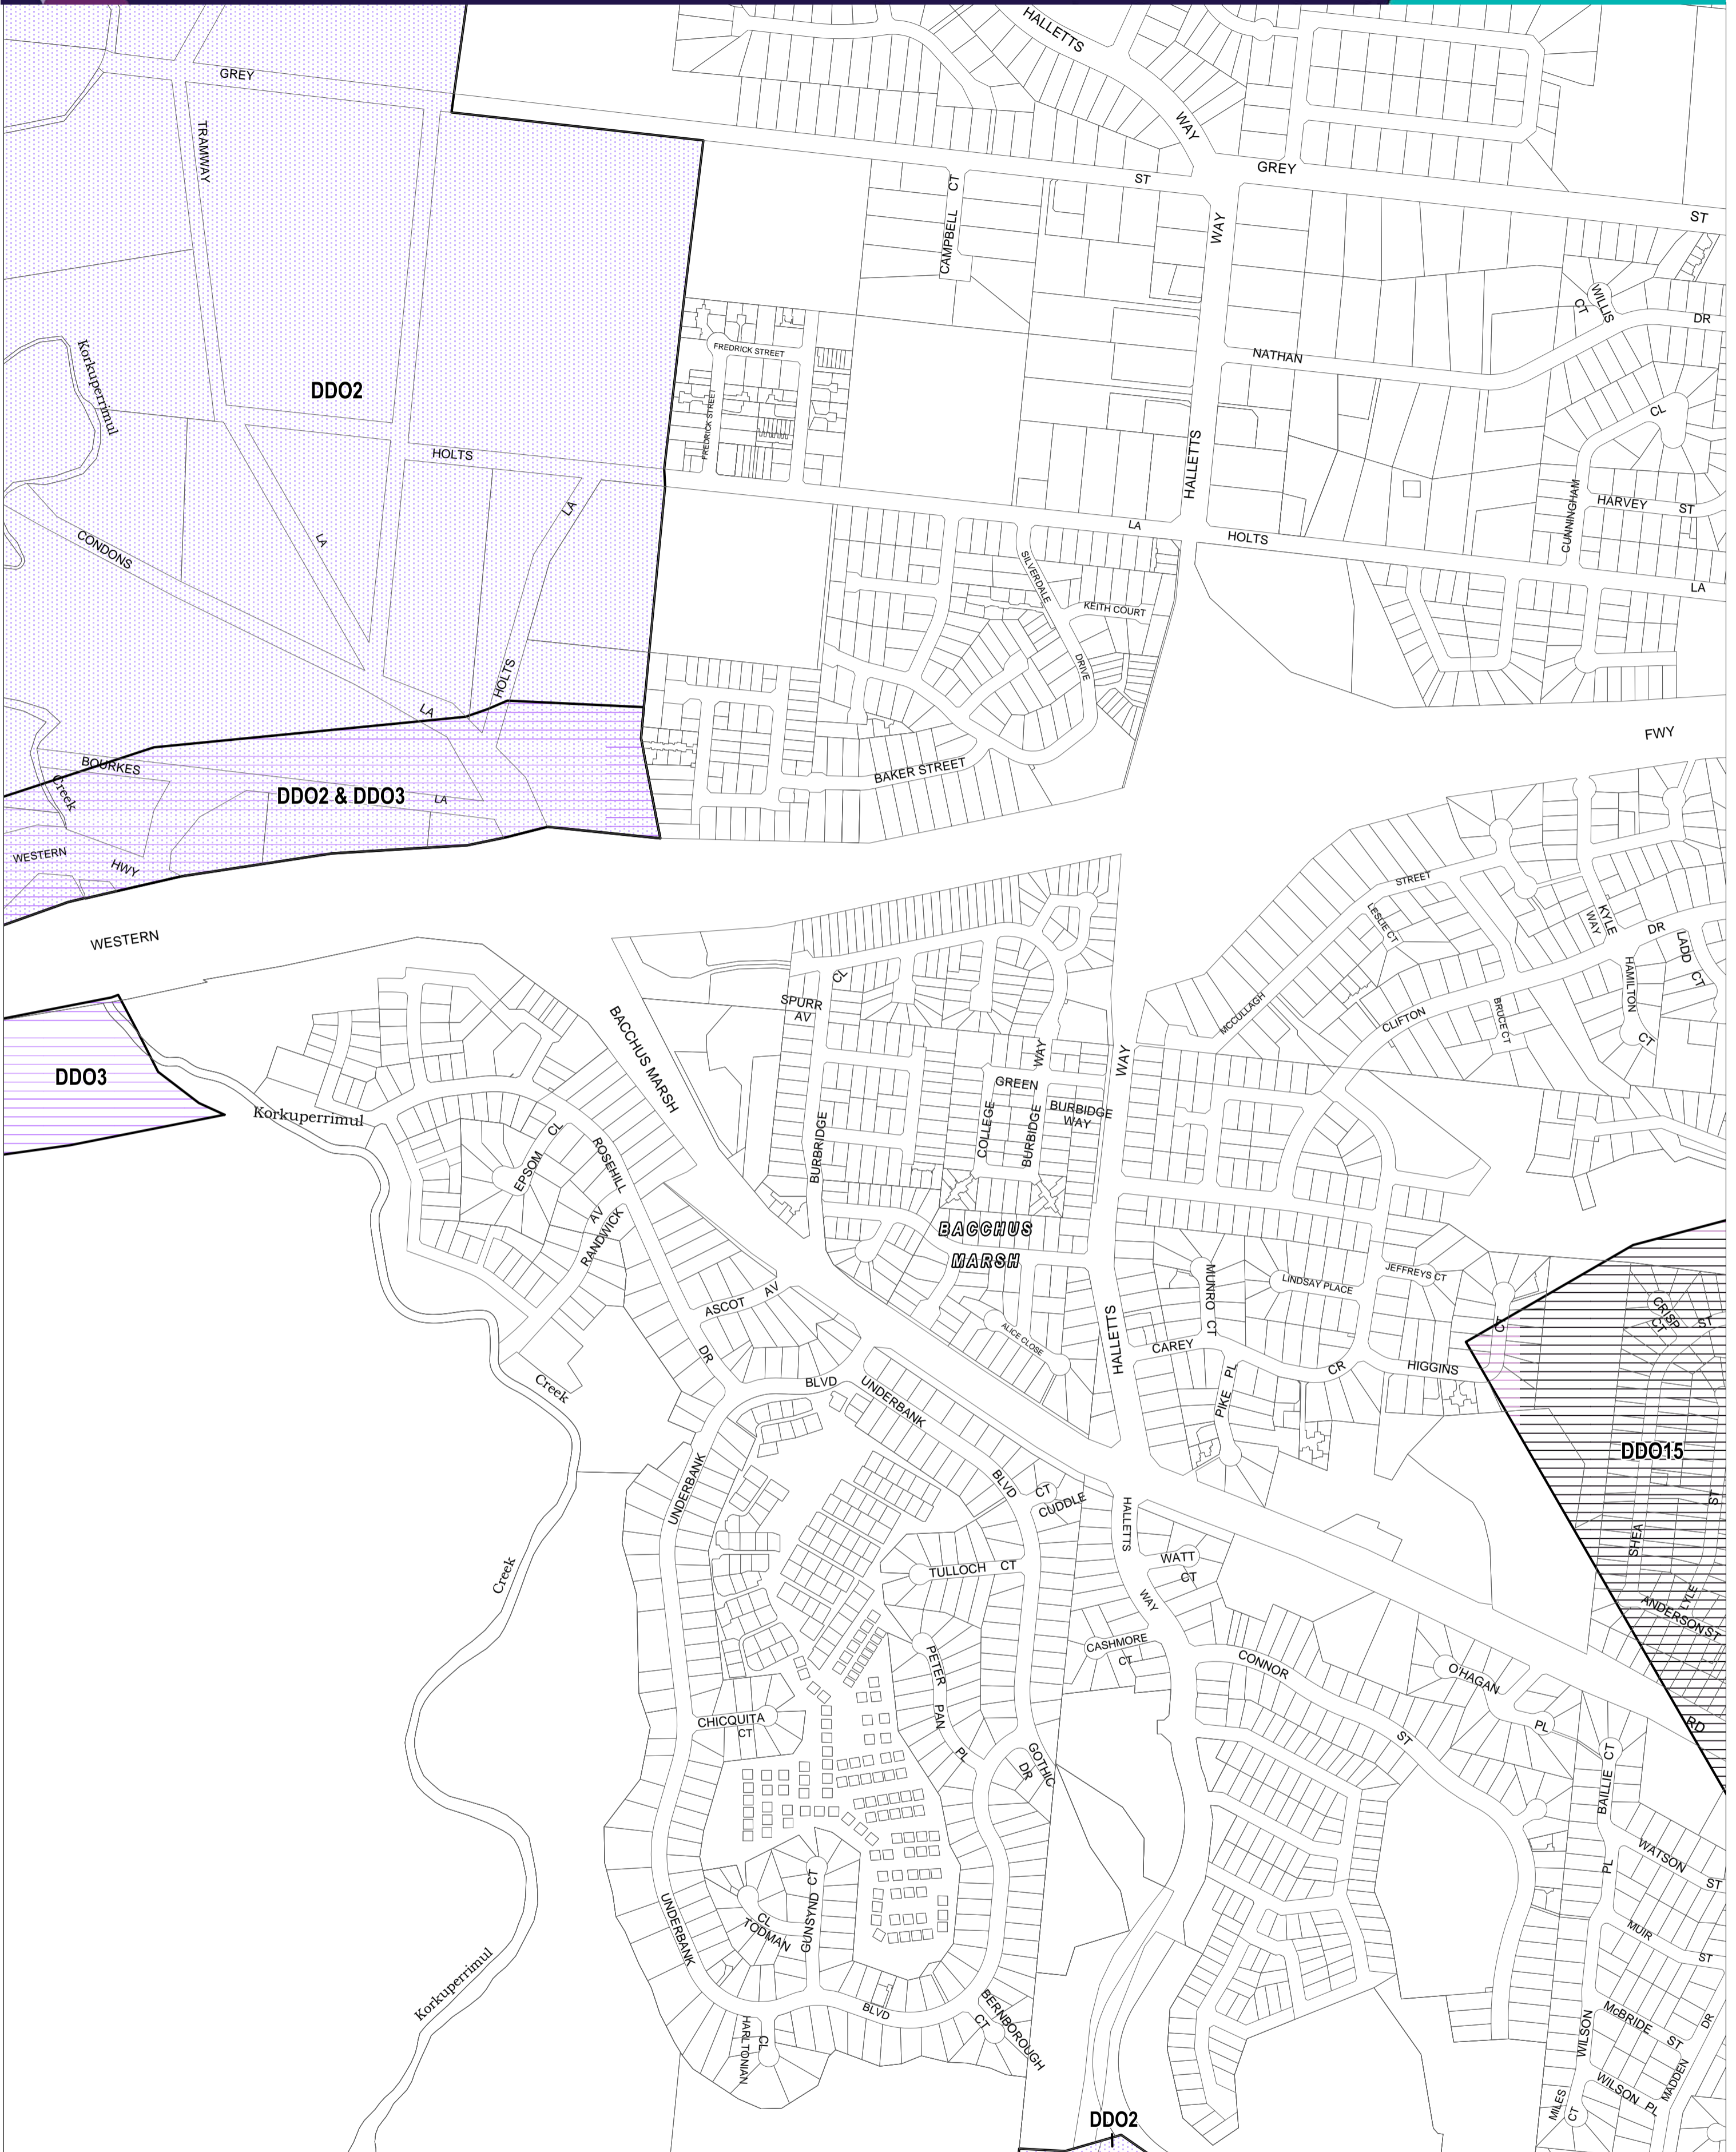 HALLETTS
WAY
GREY
GREY
ST
ST
TRAMWAY
CAMPBELL CT
WAY
WILLIS
CT
DR
NATHAN
FREDRICK STREET
FREDRICK STREET
Korkuperrimul
DDO2
CL
HOLTS
HALLETTS
HARVEY ST
CUNNINGHAM
LA
LA
CONDONS
LA
HOLTS
LA
SILVERDALE
DRIVE
KEITH COURT
HOLTS
LA
FWY
BAKER STREET
BOURKES
LA
Creek
DDO2 & DDO3
WESTERN
HWY
WESTERN
STREET
LESLIE CT
KYLE
WAY
DR
LADD CT
HAMILTON
CT
BRUCE CT
CLIFTON
MCCULLAGH
SPURR
AV
CL
BACCHUS MARSH
WAY
WAY
GREEN
COLLEGE
BURBIDGE
BURBIDGE
WAY
BURBRIDGE
DDO3
Korkuperrimul
EPSOM
CL
ROSEHILL
AV
RANDWICK
BACCHUS
MARSH
MUNRO CT
LINDSAY PLACE
JEFFREYS CT
CT
CRISP
CT
ST
ASCOT AV
DR
ALICE CLOSE
HALLETTS
CAREY
CR
HIGGINS
PIKE PL
Creek
BLVD
UNDERBANK
BLVD
UNDERBANK
DDO15
CT
CUDDLE
HALLETTS
WAY
WATT
CT
ST
SHEA
LYLE
ANDERSON ST
Creek
TULLOCH CT
CASHMORE
CT
PETER PAN
PL
CONNOR
ST
O'HAGAN
PL
RD
CHICQUITA
CT
GOTHIC
DR
BAILLIE CT
WATSON
ST
PL
MUIR
ST
UNDERBANK
CL
TODMAN
GUNSYND CT
BLVD
BERNBOROUGH
CT
Korkuperrimul
HARLTONIAN
CL
McBRIDE
ST
DR
WILSON
WILSON PL
MADDEN
MILES
CT
DDO2